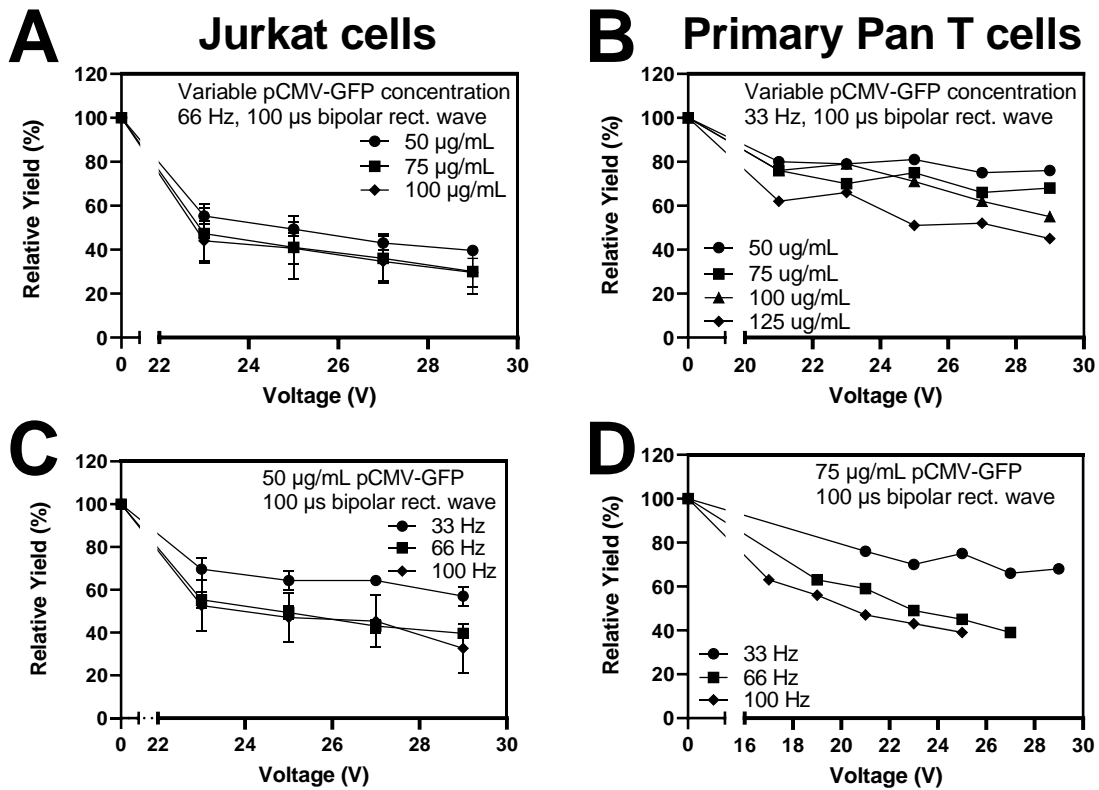 A
Jurkat cells
Variable pCMV-GFP concentration
66 Hz, 100 µs bipolar rect. wave
50 µg/mL
75 µg/mL
100 µg/mL
Relative Yield (%)
120
100
80
60
40
20
0
0 22 24 26 28 30
Voltage (V)
B
Primary Pan T cells
Variable pCMV-GFP concentration
33 Hz, 100 µs bipolar rect. wave
50 ug/mL
75 ug/mL
100 ug/mL
125 ug/mL
Relative Yield (%)
120
100
80
60
40
20
0
0 20 22 24 26 28 30
Voltage (V)
C
50 µg/mL pCMV-GFP
100 µs bipolar rect. wave
33 Hz
66 Hz
100 Hz
Relative Yield (%)
120
100
80
60
40
20
0
0 22 24 26 28 30
Voltage (V)
D
75 µg/mL pCMV-GFP
100 µs bipolar rect. wave
33 Hz
66 Hz
100 Hz
Relative Yield (%)
120
100
80
60
40
20
0
0 16 18 20 21 23 25 27 29 30
Voltage (V)